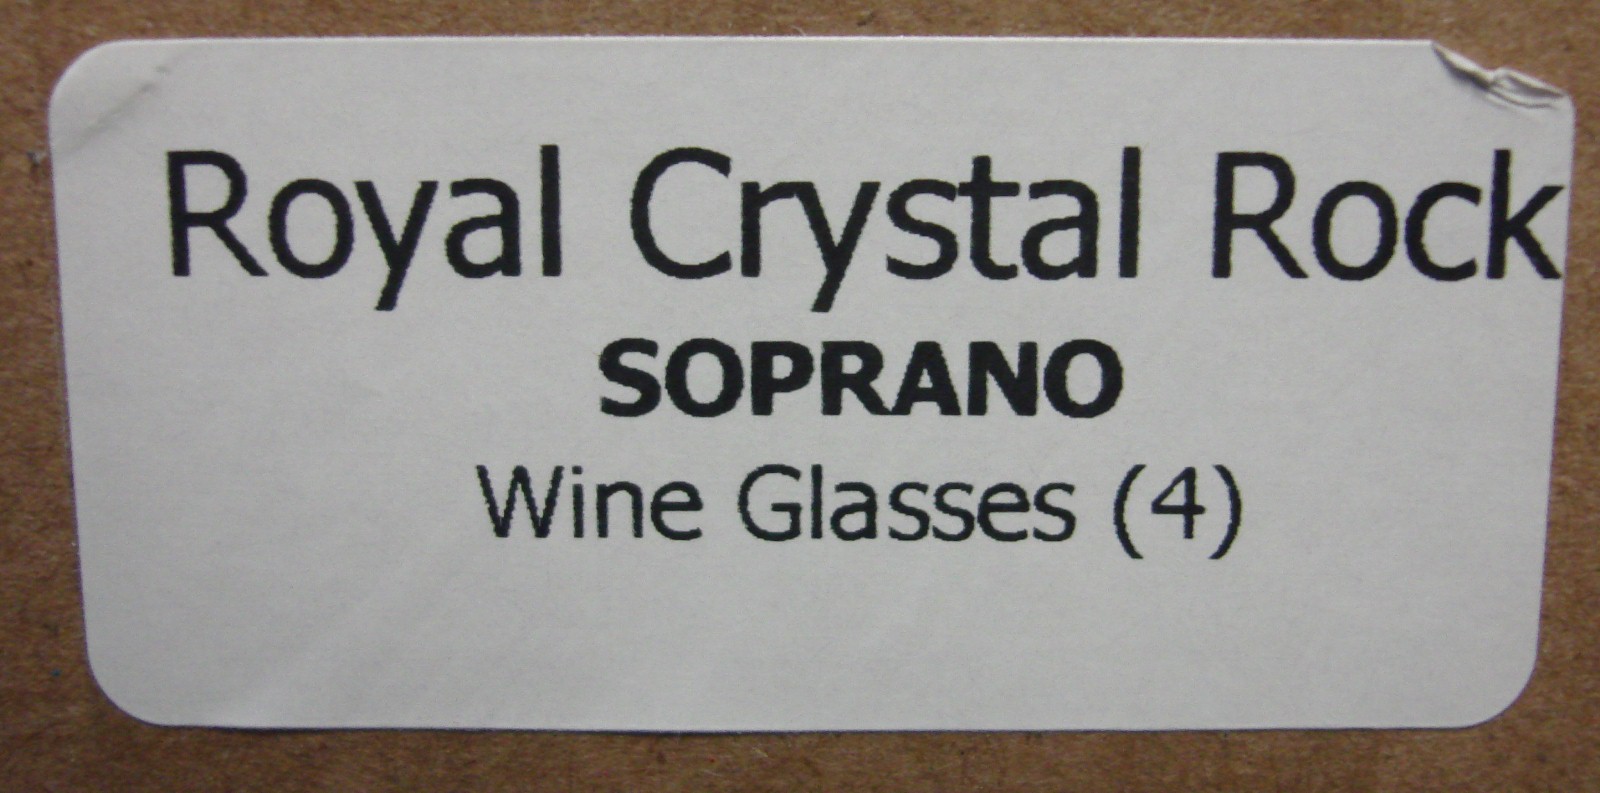 Royal Crystal Rock
SOPRANO
Wine Glasses (4)